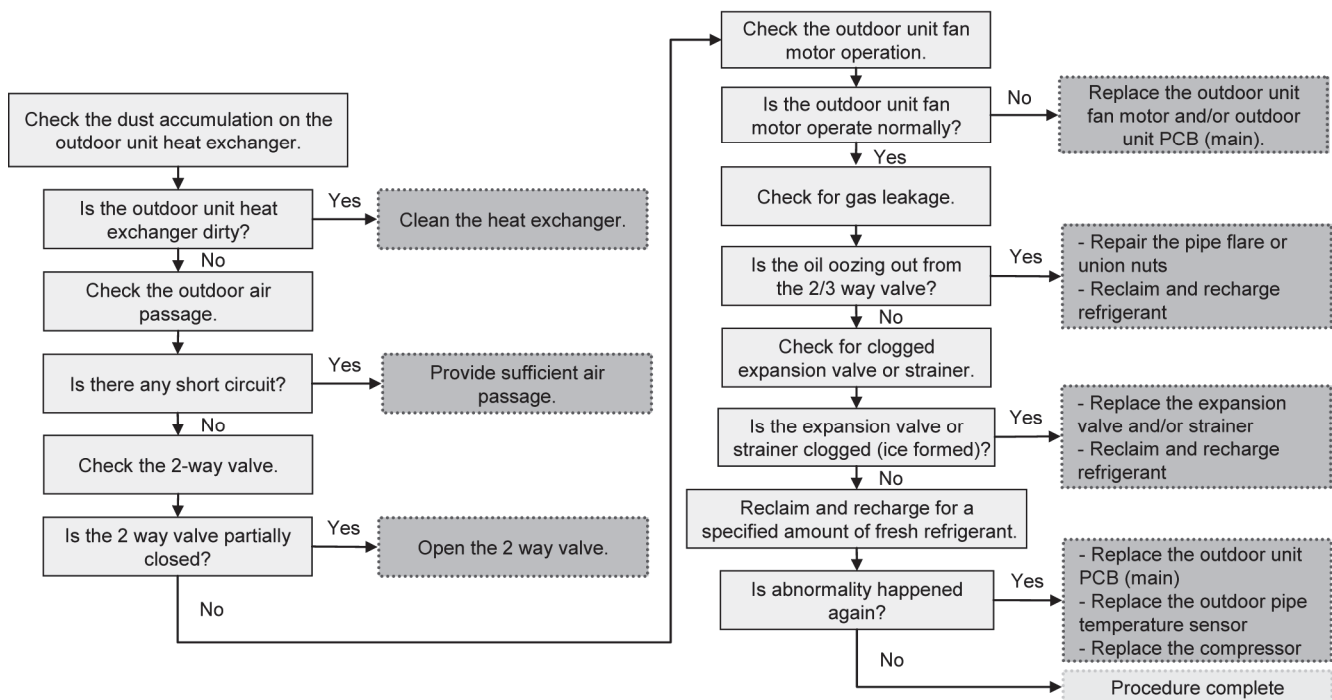 Check the dust accumulation on the
outdoor unit heat exchanger.
Is the outdoor unit heat
exchanger dirty?
Yes
Clean the heat exchanger.
No
Check the outdoor air
passage.
Is there any short circuit?
Yes
Provide sufficient air
passage.
No
Check the 2-way valve.
Is the 2 way valve partially
closed?
Yes
Open the 2 way valve.
No
Check the outdoor unit fan
motor operation.
Is the outdoor unit fan
motor operate normally?
No
Replace the outdoor unit
fan motor and/or outdoor
unit PCB (main).
Yes
Check for gas leakage.
Is the oil oozing out from
the 2/3 way valve?
Yes
- Repair the pipe flare or
union nuts
- Reclaim and recharge
refrigerant
No
Check for clogged
expansion valve or strainer.
Is the expansion valve or
strainer clogged (ice formed)?
Yes
- Replace the expansion
valve and/or strainer
- Reclaim and recharge
refrigerant
No
Reclaim and recharge for a
specified amount of fresh refrigerant.
Is abnormality happened
again?
Yes
- Replace the outdoor unit
PCB (main)
- Replace the outdoor pipe
temperature sensor
- Replace the compressor
No
Procedure complete